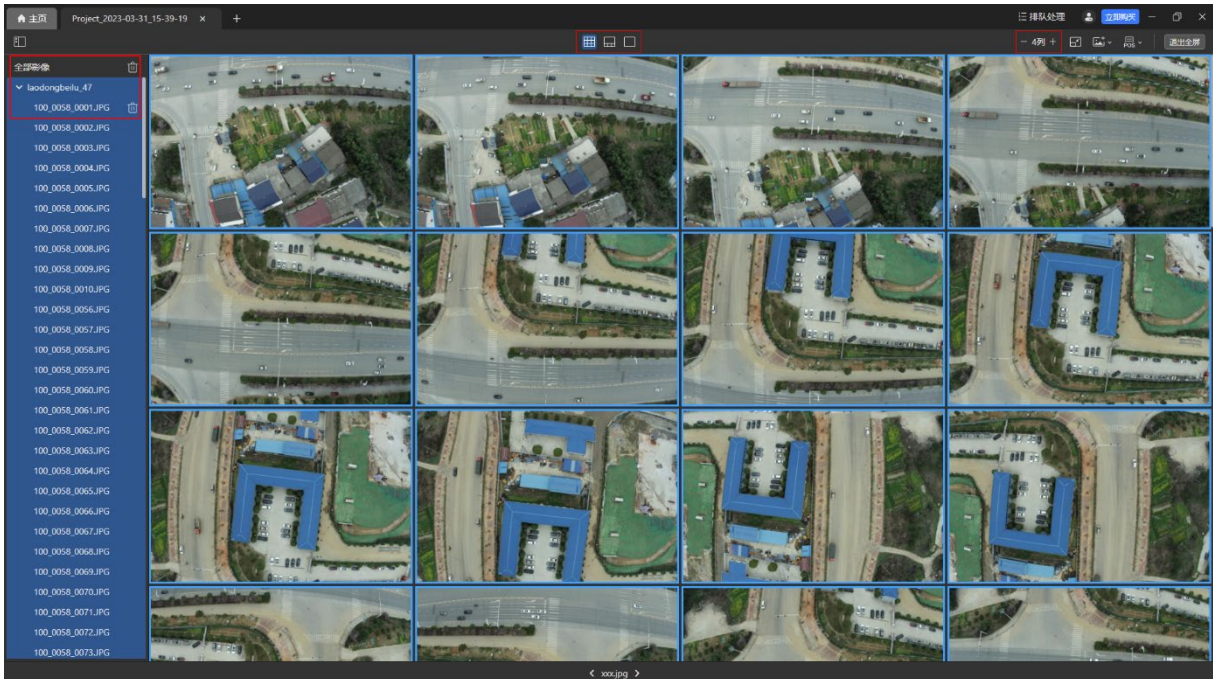 主页 Project_2023-03-31_15-39-19 × + 排队处理 立即购买
4列 POS 退出全屏
全部影像
laodongbeilu_47
100_0058_0001.JPG
100_0058_0002.JPG
100_0058_0003.JPG
100_0058_0004.JPG
100_0058_0005.JPG
100_0058_0006.JPG
100_0058_0007.JPG
100_0058_0008.JPG
100_0058_0009.JPG
100_0058_0010.JPG
100_0058_0056.JPG
100_0058_0057.JPG
100_0058_0058.JPG
100_0058_0059.JPG
100_0058_0060.JPG
100_0058_0061.JPG
100_0058_0062.JPG
100_0058_0063.JPG
100_0058_0064.JPG
100_0058_0065.JPG
100_0058_0066.JPG
100_0058_0067.JPG
100_0058_0068.JPG
100_0058_0069.JPG
100_0058_0070.JPG
100_0058_0071.JPG
100_0058_0072.JPG
100_0058_0073.JPG
xxx.jpg